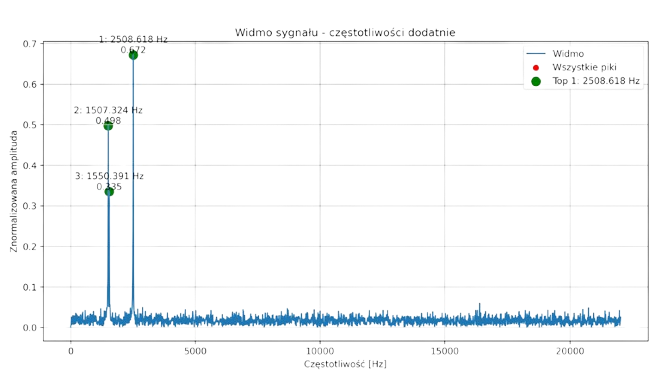 Widmo sygnału - częstotliwości dodatnie
1: 2508.618 Hz
0.672
2: 1507.324 Hz
0.498
3: 1550.391 Hz
0.335
Widmo
Wszystkie piki
Top 1: 2508.618 Hz
Znormalizowana amplituda
0.7
0.6
0.5
0.4
0.3
0.2
0.1
0.0
0
5000
10000
15000
20000
Częstotliwość [Hz]